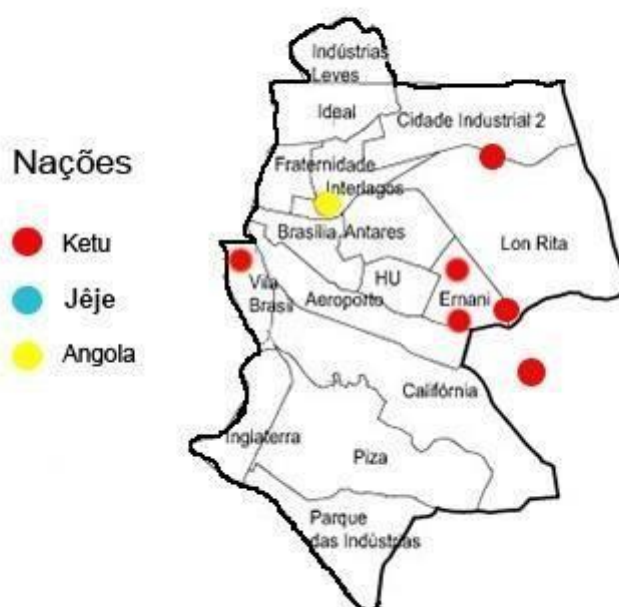 Nações
Ketu
Jêje
Angola
Indústrias
Leves
Ideal
Cidade Industrial 2
Fraternidade
Interlagos
Brasília, Antares
Lon Rita
HU
Vila
Brasil
Aeroporto
Ernani
Califórnia
Inglaterra
Piza
Parque
das Indústrias